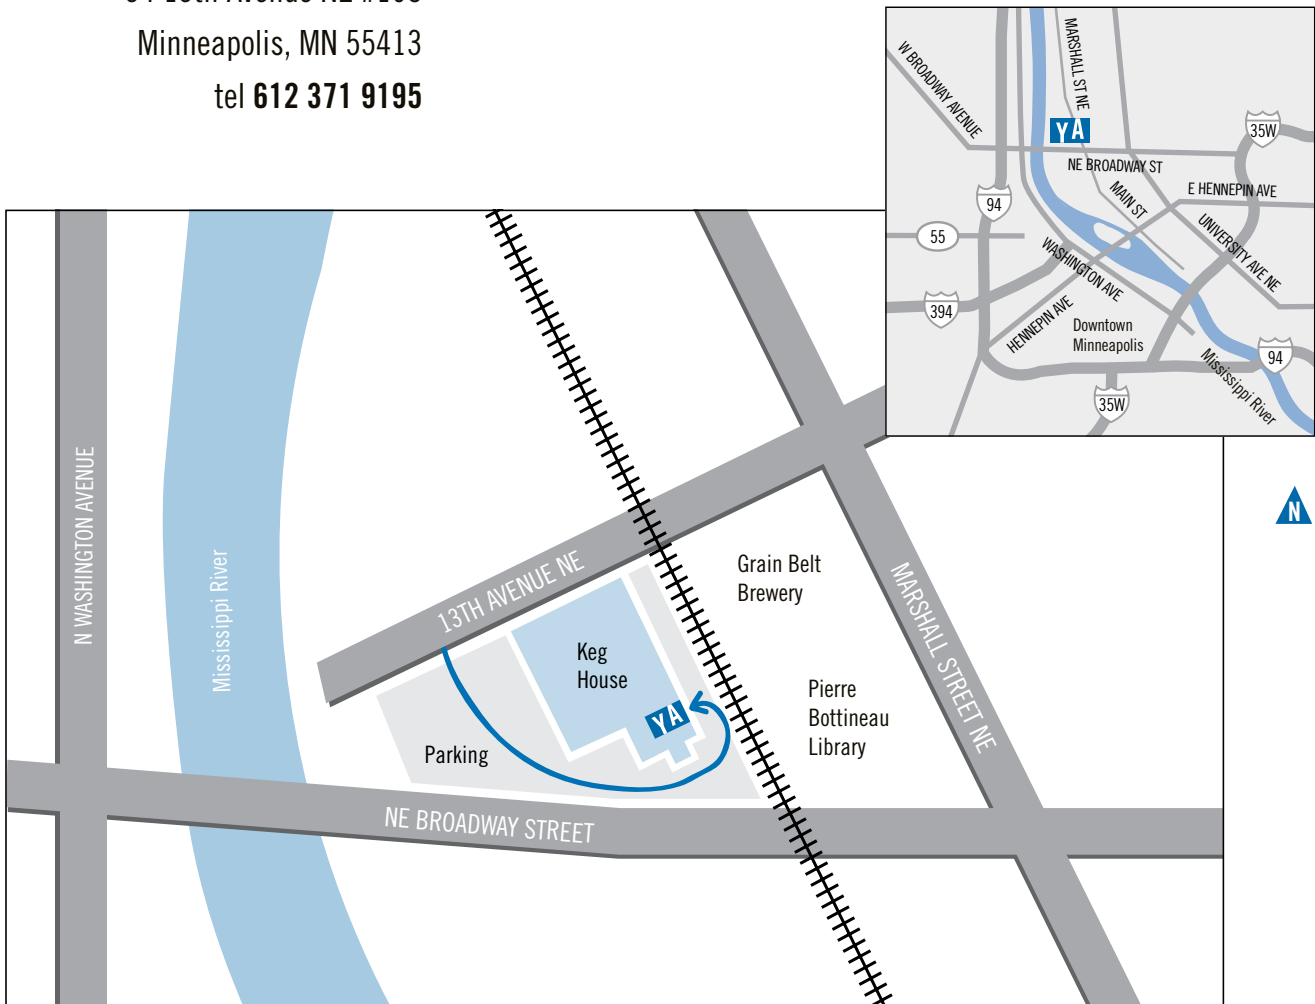 Minneapolis, MN 55413
tel 612 371 9195
W BROADWAY AVENUE
MARSHALL ST NE
YA
35W
NE BROADWAY ST
MAIN ST
E HENNEPIN AVE
94
55
UNIVERSITY AVE NE
WASHINGTON AVE
394
HENNEPIN AVE
Downtown
Minneapolis
94
Mississippi River
35W
N
N WASHINGTON AVENUE
Mississippi River
13TH AVENUE NE
Grain Belt
Brewery
MARSHALL STREET NE
Keg
House
YA
Pierre
Bottineau
Library
Parking
NE BROADWAY STREET